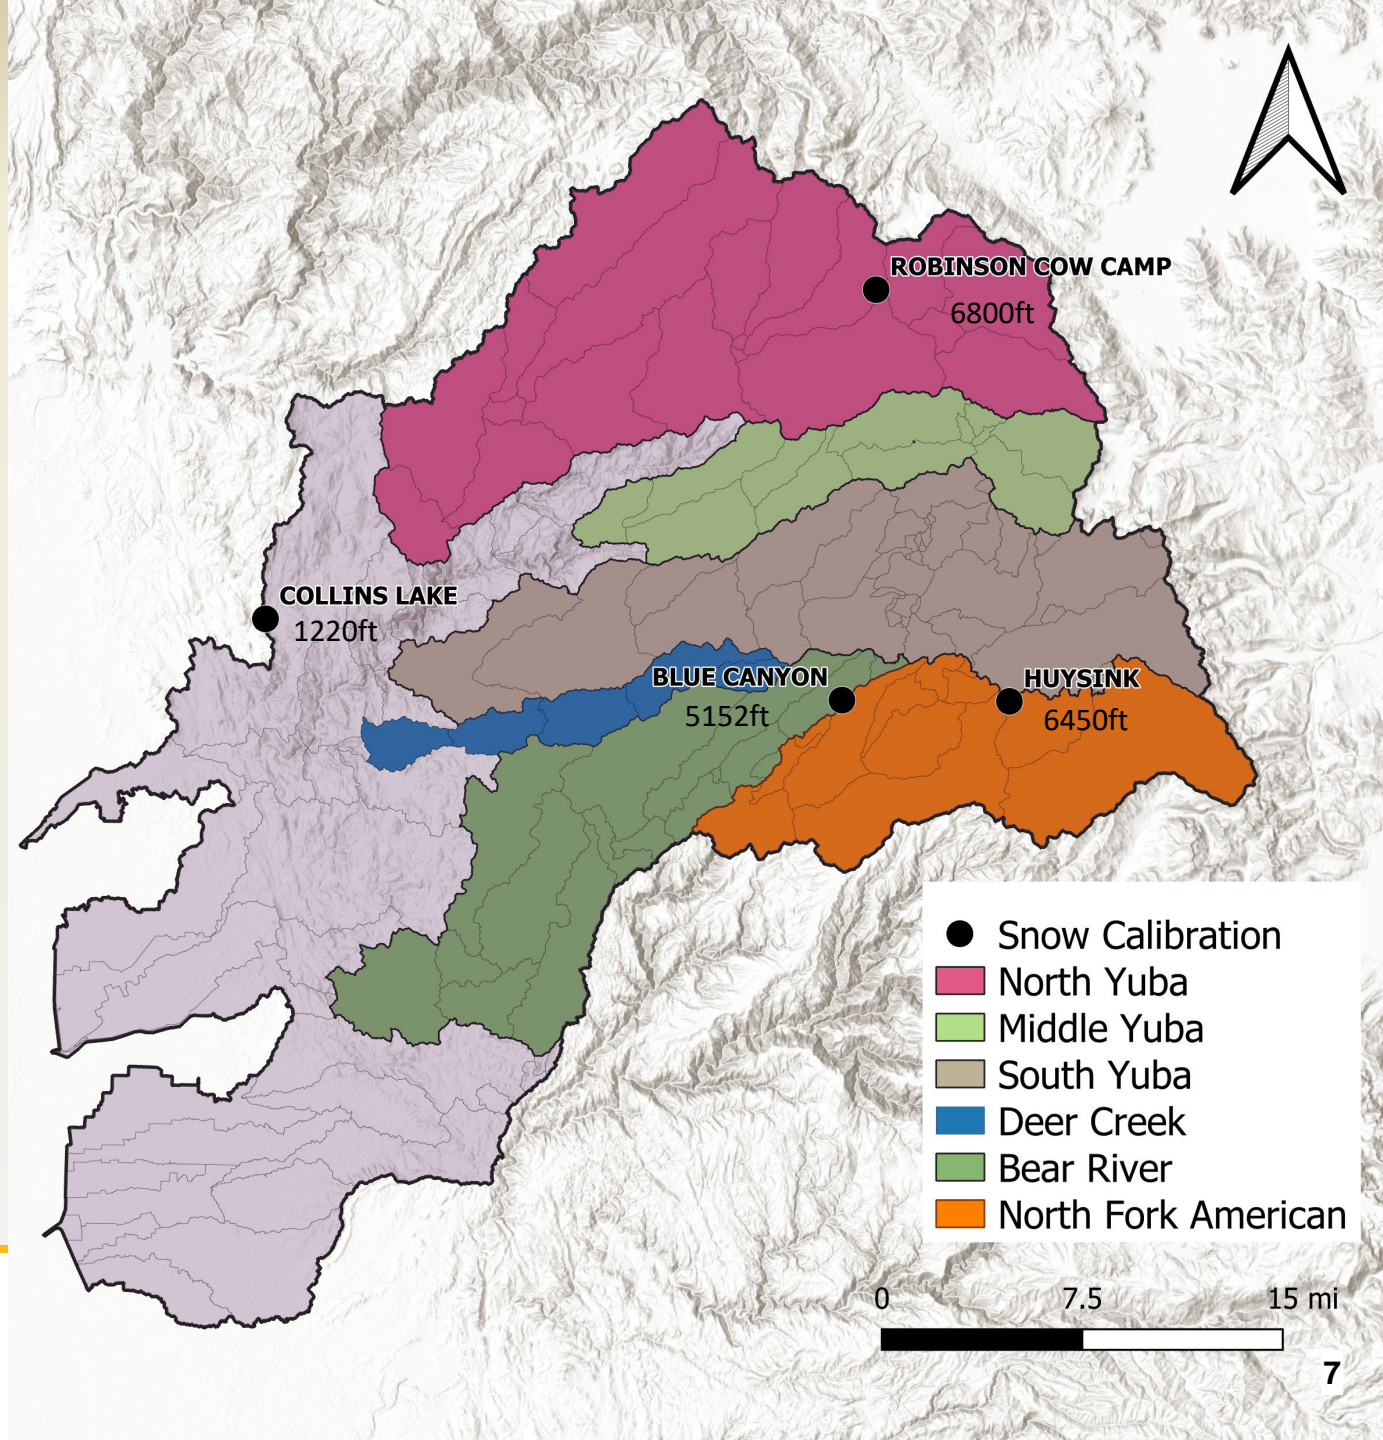 ROBINSON COW CAMP
6800ft
COLLINS LAKE
1220ft
BLUE CANYON
5152ft
HUYSINK
6450ft
Snow Calibration
North Yuba
Middle Yuba
South Yuba
Deer Creek
Bear River
North Fork American
0 7.5 15 mi
7